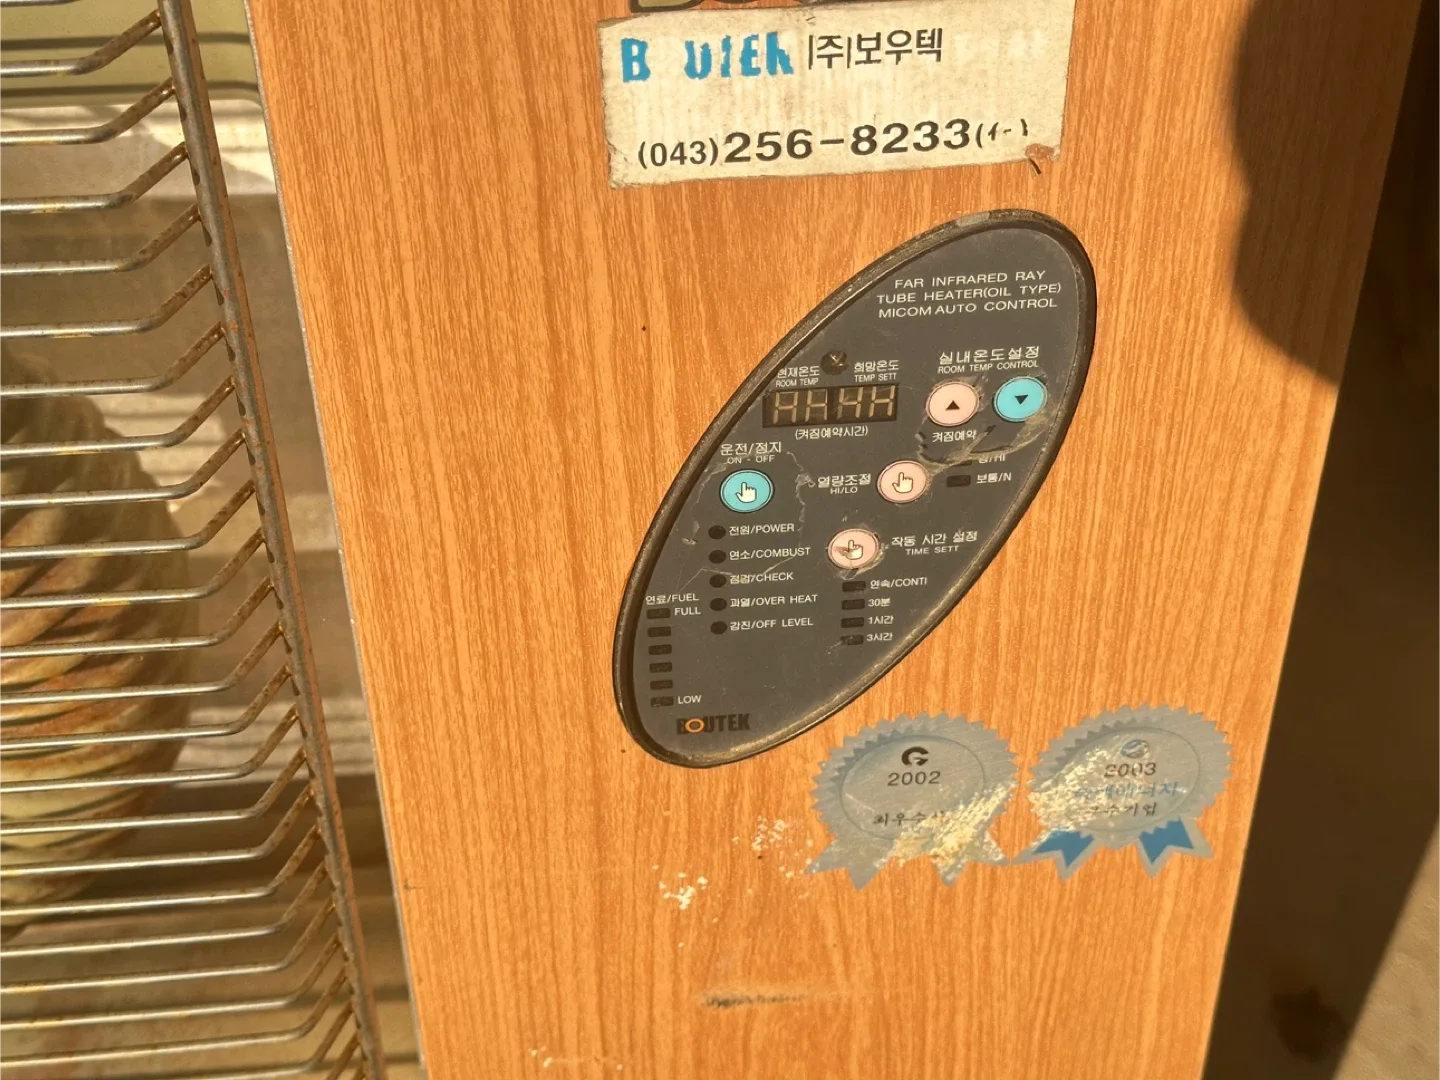 B UTEK (주)보우텍
(043)256-8233
FAR INFRARED RAY
TUBE HEATER(OIL TYPE)
MICOM AUTO CONTROL
현재온도 희망온도
ROOM TEMP TEMP SETT
실내온도설정
ROOM TEMP CONTROL
(켜짐예약시간)
켜짐예약
운전/정지
ON - OFF
열량조절
HI/LO
보통/N
전원/POWER
연소/COMBUST
점검/CHECK
과열/OVER HEAT
감진/OFF LEVEL
작동 시간 설정
TIME SETT
연속/CONTI
30분
1시간
3시간
연료/FUEL
FULL
LOW
BOUTEK
2002
2003